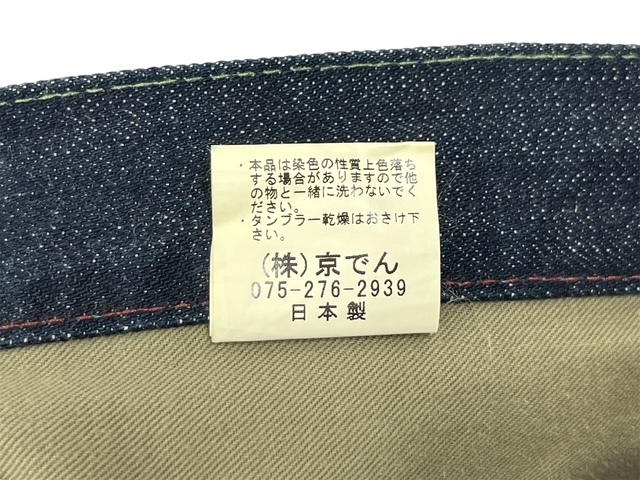 ・本品は染色の性質上色落ち
する場合がありますので他
の物と一緒に洗わないでく
ださい。
・タンブラー乾燥はおさけ下
さい。
(株)京でん
075-276-2939
日本製